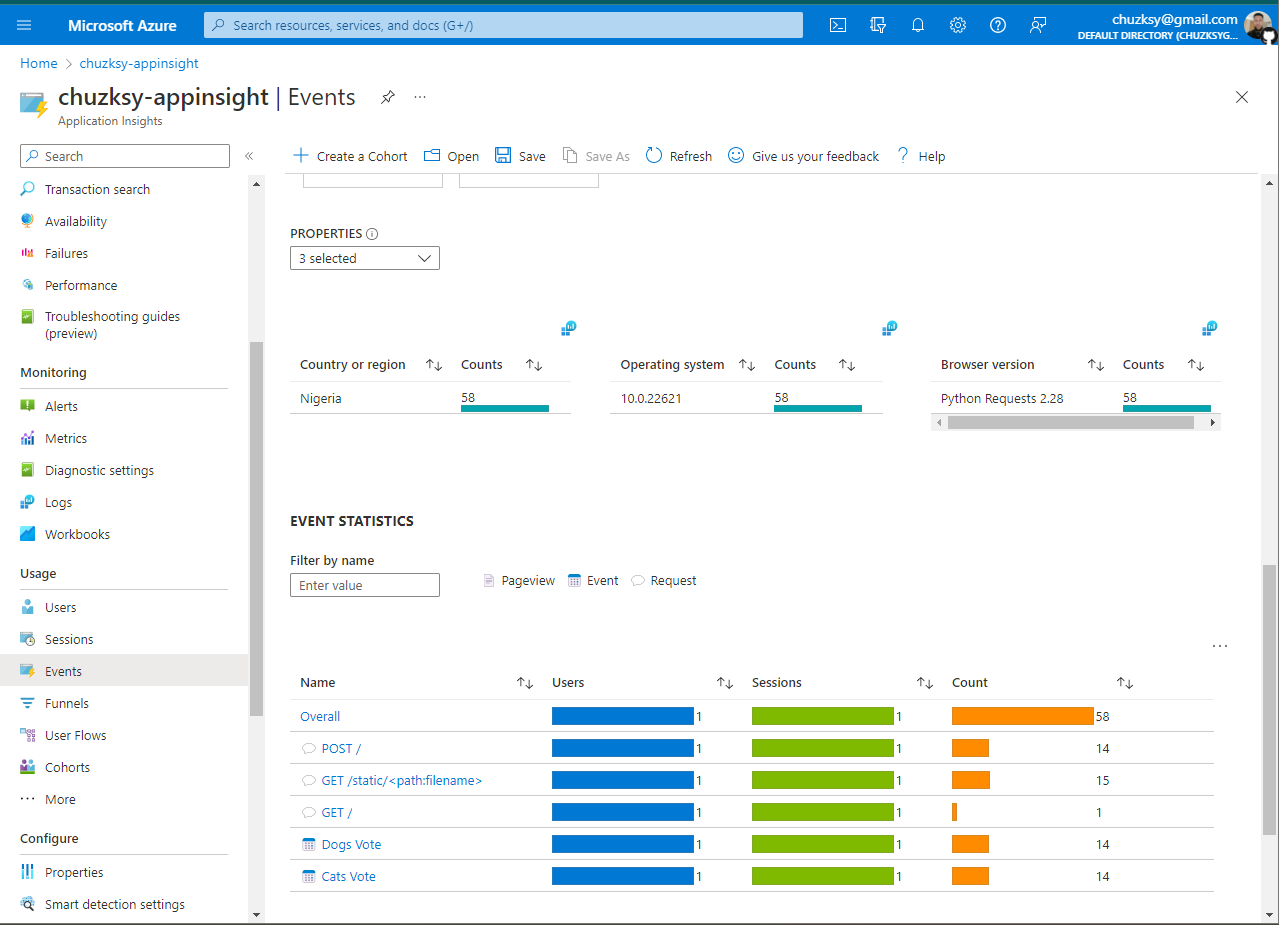 Microsoft Azure
Search resources, services, and docs (G+/)
chuzksy@gmail.com
DEFAULT DIRECTORY (CHUZKSYG...
Home > chuzksy-appinsight
chuzksy-appinsight | Events
...
Application Insights
Search
«
Create a Cohort
Open
Save
Save As
Refresh
Give us your feedback
Help
Transaction search
Availability
Failures
Performance
Troubleshooting guides
(preview)
Monitoring
Alerts
Metrics
Diagnostic settings
Logs
Workbooks
Usage
Users
Sessions
Events
Funnels
User Flows
Cohorts
More
Configure
Properties
Smart detection settings
PROPERTIES
3 selected
Country or region Counts
Nigeria 58
Operating system Counts
10.0.22621 58
Browser version Counts
Python Requests 2.28 58
EVENT STATISTICS
Filter by name
Enter value
Pageview Event Request
...
Name Users Sessions Count
Overall 1 1 58
POST / 1 1 14
GET /static/<path:filename> 1 1 15
GET / 1 1 1
Dogs Vote 1 1 14
Cats Vote 1 1 14